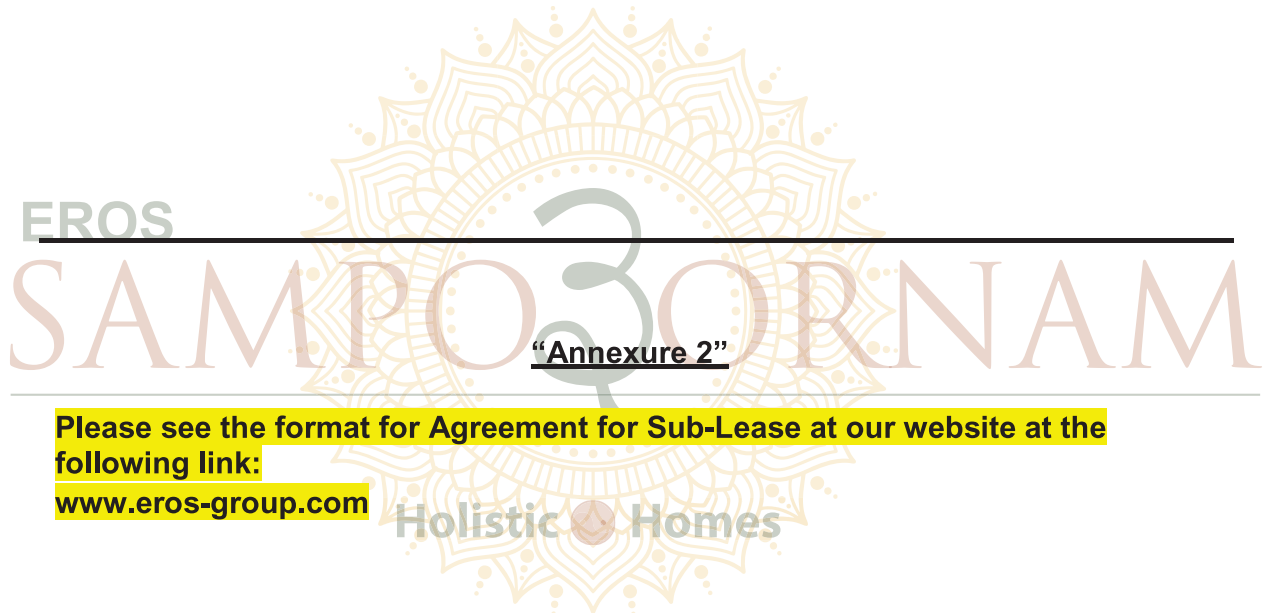 EROS
SAMPO३ORNAM
“Annexure 2”
Please see the format for Agreement for Sub-Lease at our website at the
following link:
www.eros-group.com
Holistic Homes